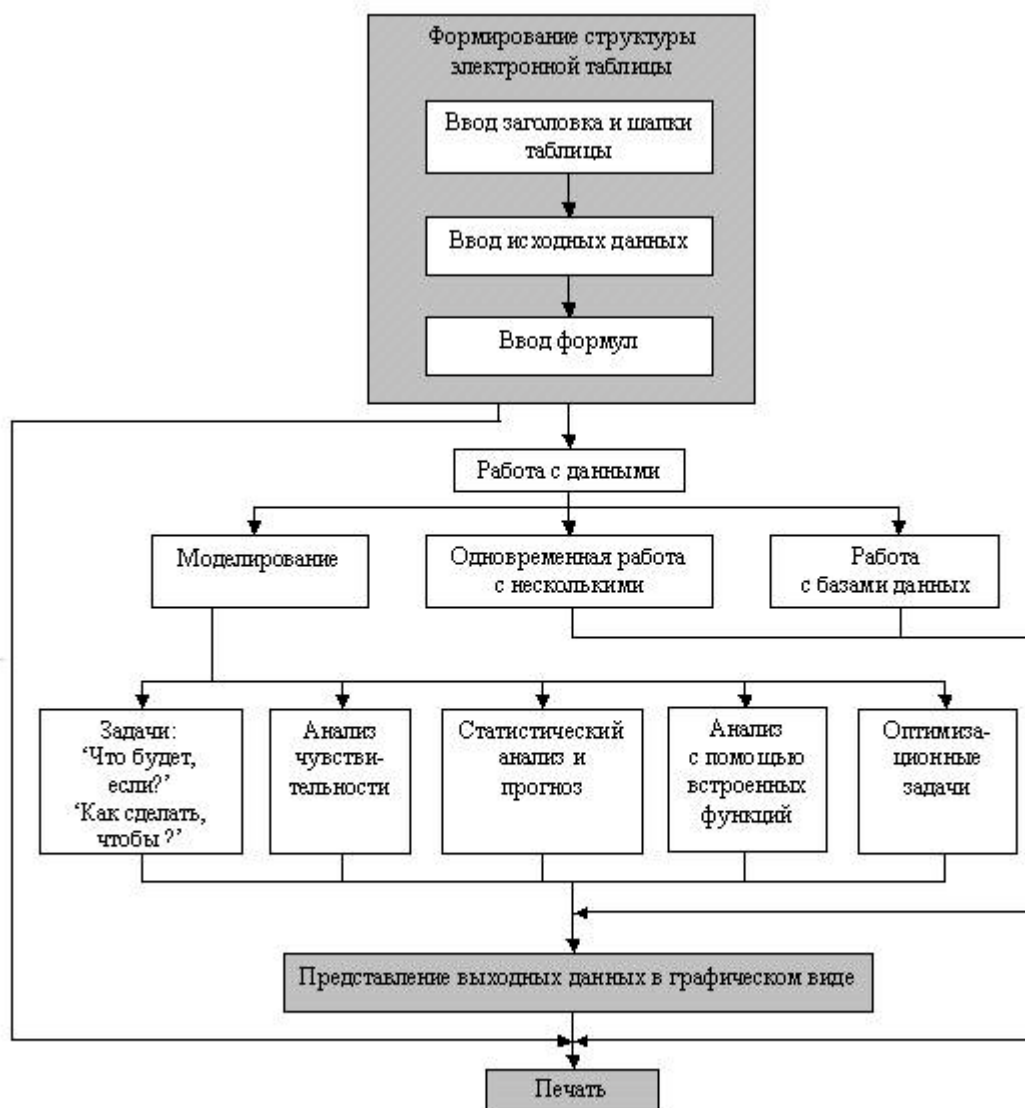 Формирование структуры
электронной таблицы
Ввод заголовка и шапки
таблицы
Ввод исходных данных
Ввод формул
Работа с данными
Моделирование
Одновременная работа
с несколькими
Работа
с базами данных
Задачи:
‘Что будет,
если?’
‘Как сделать,
чтобы ?’
Анализ
чувстви-
тельности
Статистический
анализ и
прогноз
Анализ
с помощью
встроенных
функций
Оптимиза-
ционные
задачи
Представление выходных данных в графическом виде
Печать